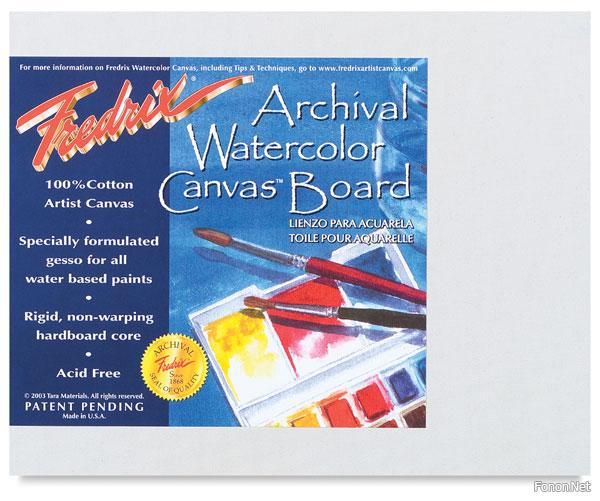 For more information on Fredrix Watercolor Canvas, including Tips & Techniques, go to www.fredrixartistcanvas.com
Fredrix®
Archival
Watercolor
Canvas™ Board
LIENZO PARA ACUARELA
TOILE POUR AQUARELLE
100% Cotton
Artist Canvas
•
Specially formulated
gesso for all
water based paints
•
Rigid, non-warping
hardboard core
•
Acid Free
ARCHIVAL
Fredrix
Since
1868
SEAL OF QUALITY
© 2003 Tara Materials. All rights reserved.
PATENT PENDING
Made in U.S.A.
Fonon.Net